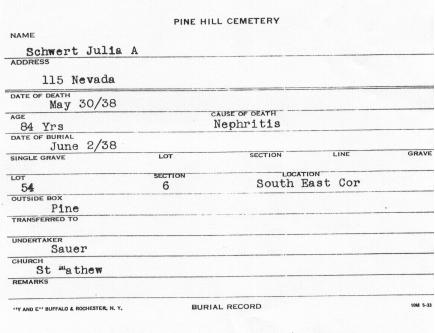 PINE HILL CEMETERY
NAME
Schwert Julia A
ADDRESS
115 Nevada
DATE OF DEATH
May 30/38
AGE CAUSE OF DEATH
84 Yrs Nephritis
DATE OF BURIAL
June 2/38
SINGLE GRAVE LOT SECTION LINE GRAVE
LOT SECTION LOCATION
54 6 South East Cor
OUTSIDE BOX
Pine
TRANSFERRED TO
UNDERTAKER
Sauer
CHURCH
St Mathew
REMARKS
"Y AND E" BUFFALO & ROCHESTER, N. Y. BURIAL RECORD 10M 5-33